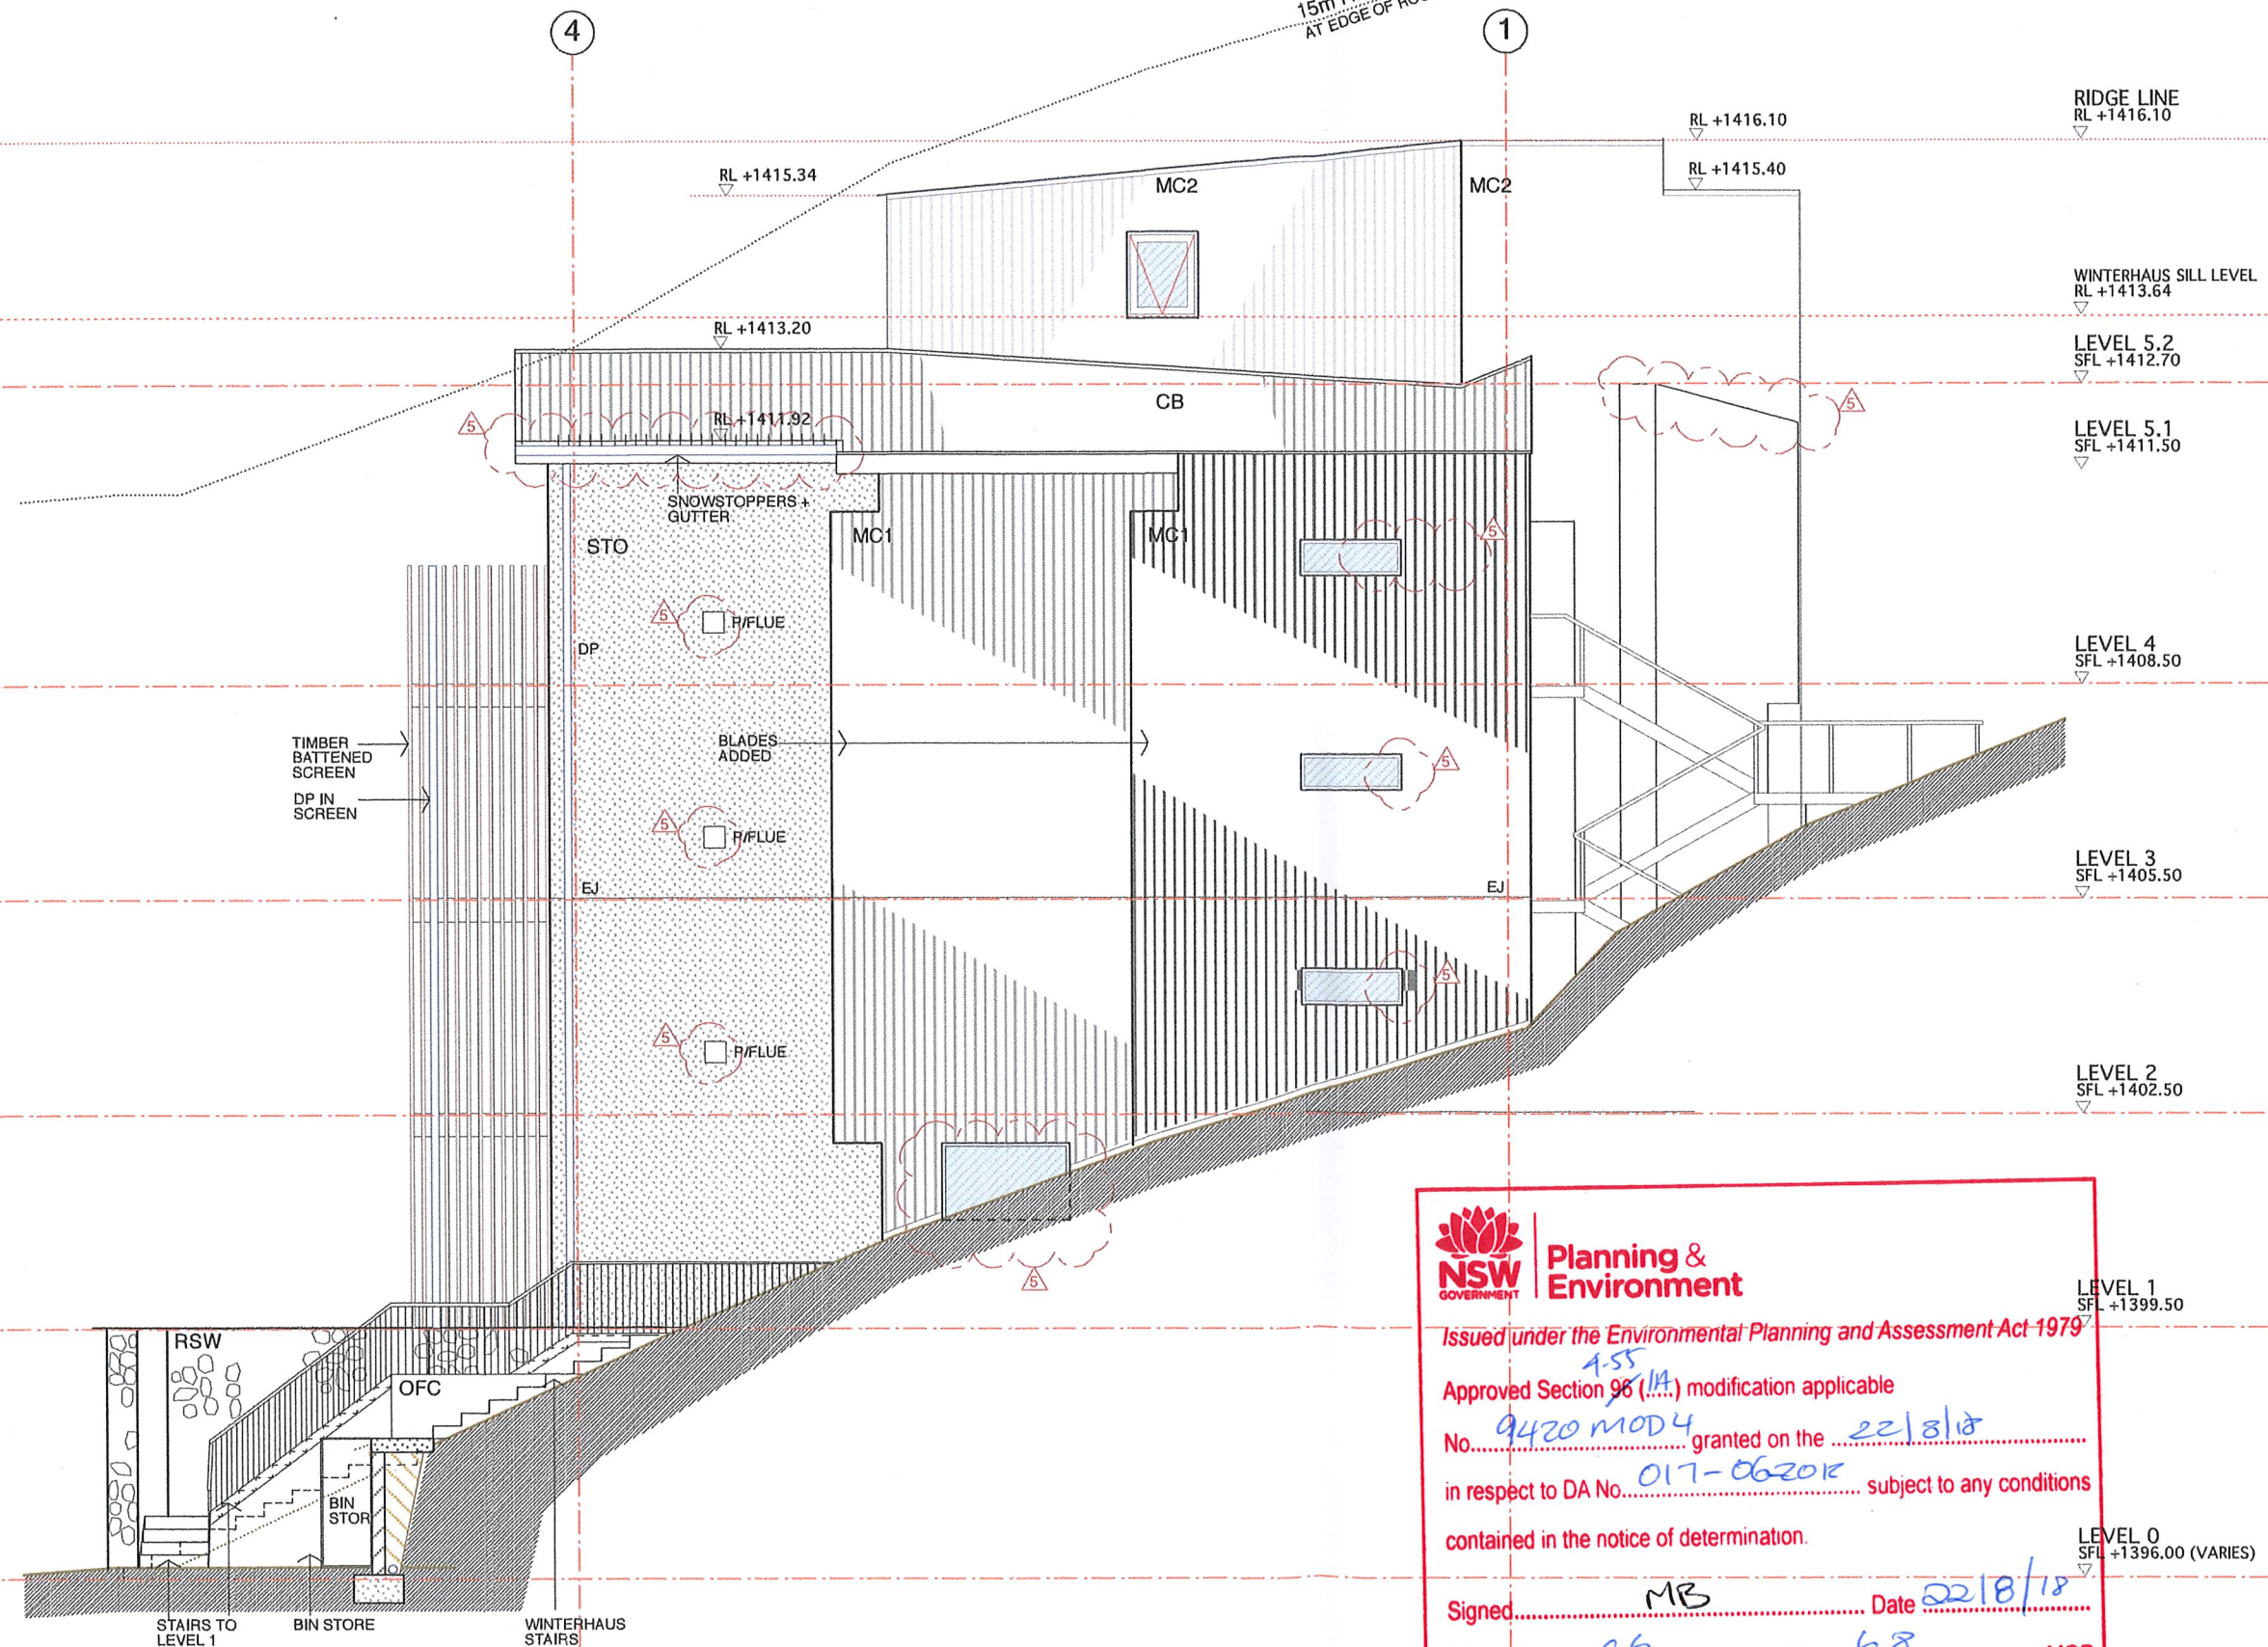 AT EDGE OF
4
1
RIDGE LINE
RL +1416.10
RL +1416.10
RL +1415.34
RL +1415.40
MC2
MC2
WINTERHAUS SILL LEVEL
RL +1413.64
RL +1413.20
LEVEL 5.2
SFL +1412.70
CB
5
RL +1411.92
5
LEVEL 5.1
SFL +1411.50
SNOWSTOPPERS +
GUTTER
STO
MC1
MC1
5
5
P/FLUE
DP
LEVEL 4
SFL +1408.50
TIMBER
BATTENED
SCREEN
BLADES
ADDED
5
DP IN
SCREEN
5
P/FLUE
LEVEL 3
SFL +1405.50
EJ
EJ
5
5
P/FLUE
LEVEL 2
SFL +1402.50
5
NSW
GOVERNMENT
Planning &
Environment
LEVEL 1
SFL +1399.50
Issued under the Environmental Planning and Assessment Act 1979
4.55
Approved Section 96 (1A) modification applicable
No. 9420 MOD 4 granted on the 22/8/18
in respect to DA No. 017-06201 subject to any conditions
contained in the notice of determination.
Signed MB Date 22/8/18
RSW
OFC
BIN
STOR
LEVEL 0
SFL +1396.00 (VARIES)
STAIRS TO
LEVEL 1
BIN STORE
WINTERHAUS
STAIRS